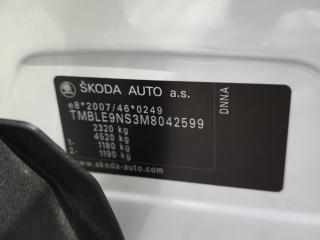 ŠKODA AUTO a.s.
e8*2007/46*0249
TMBLE9NS3M8042599
2320 kg
4520 kg
1- 1180 kg
2- 1190 kg
www.skoda-auto.com
DNNA